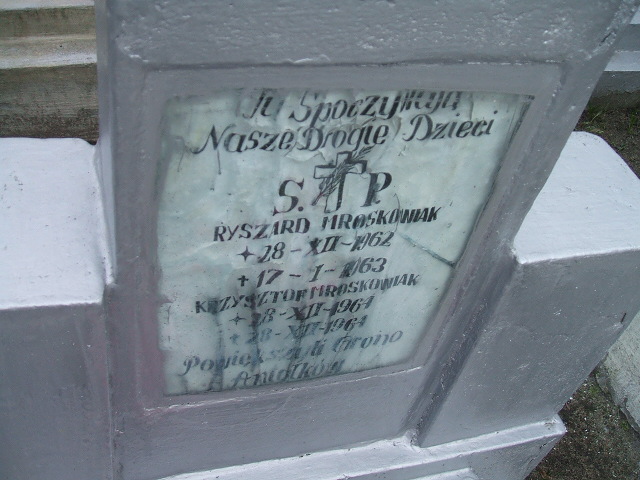 Tu Spoczywają
Nasze Drogie Dzieci
S. P.
RYSZARD MROSKOWIAK
28-XII-1962
17-I-1963
KRZYSZTOF MROSKOWIAK
28-XII-1964
28-XII-1964
Powiększyli Grono
Aniołków